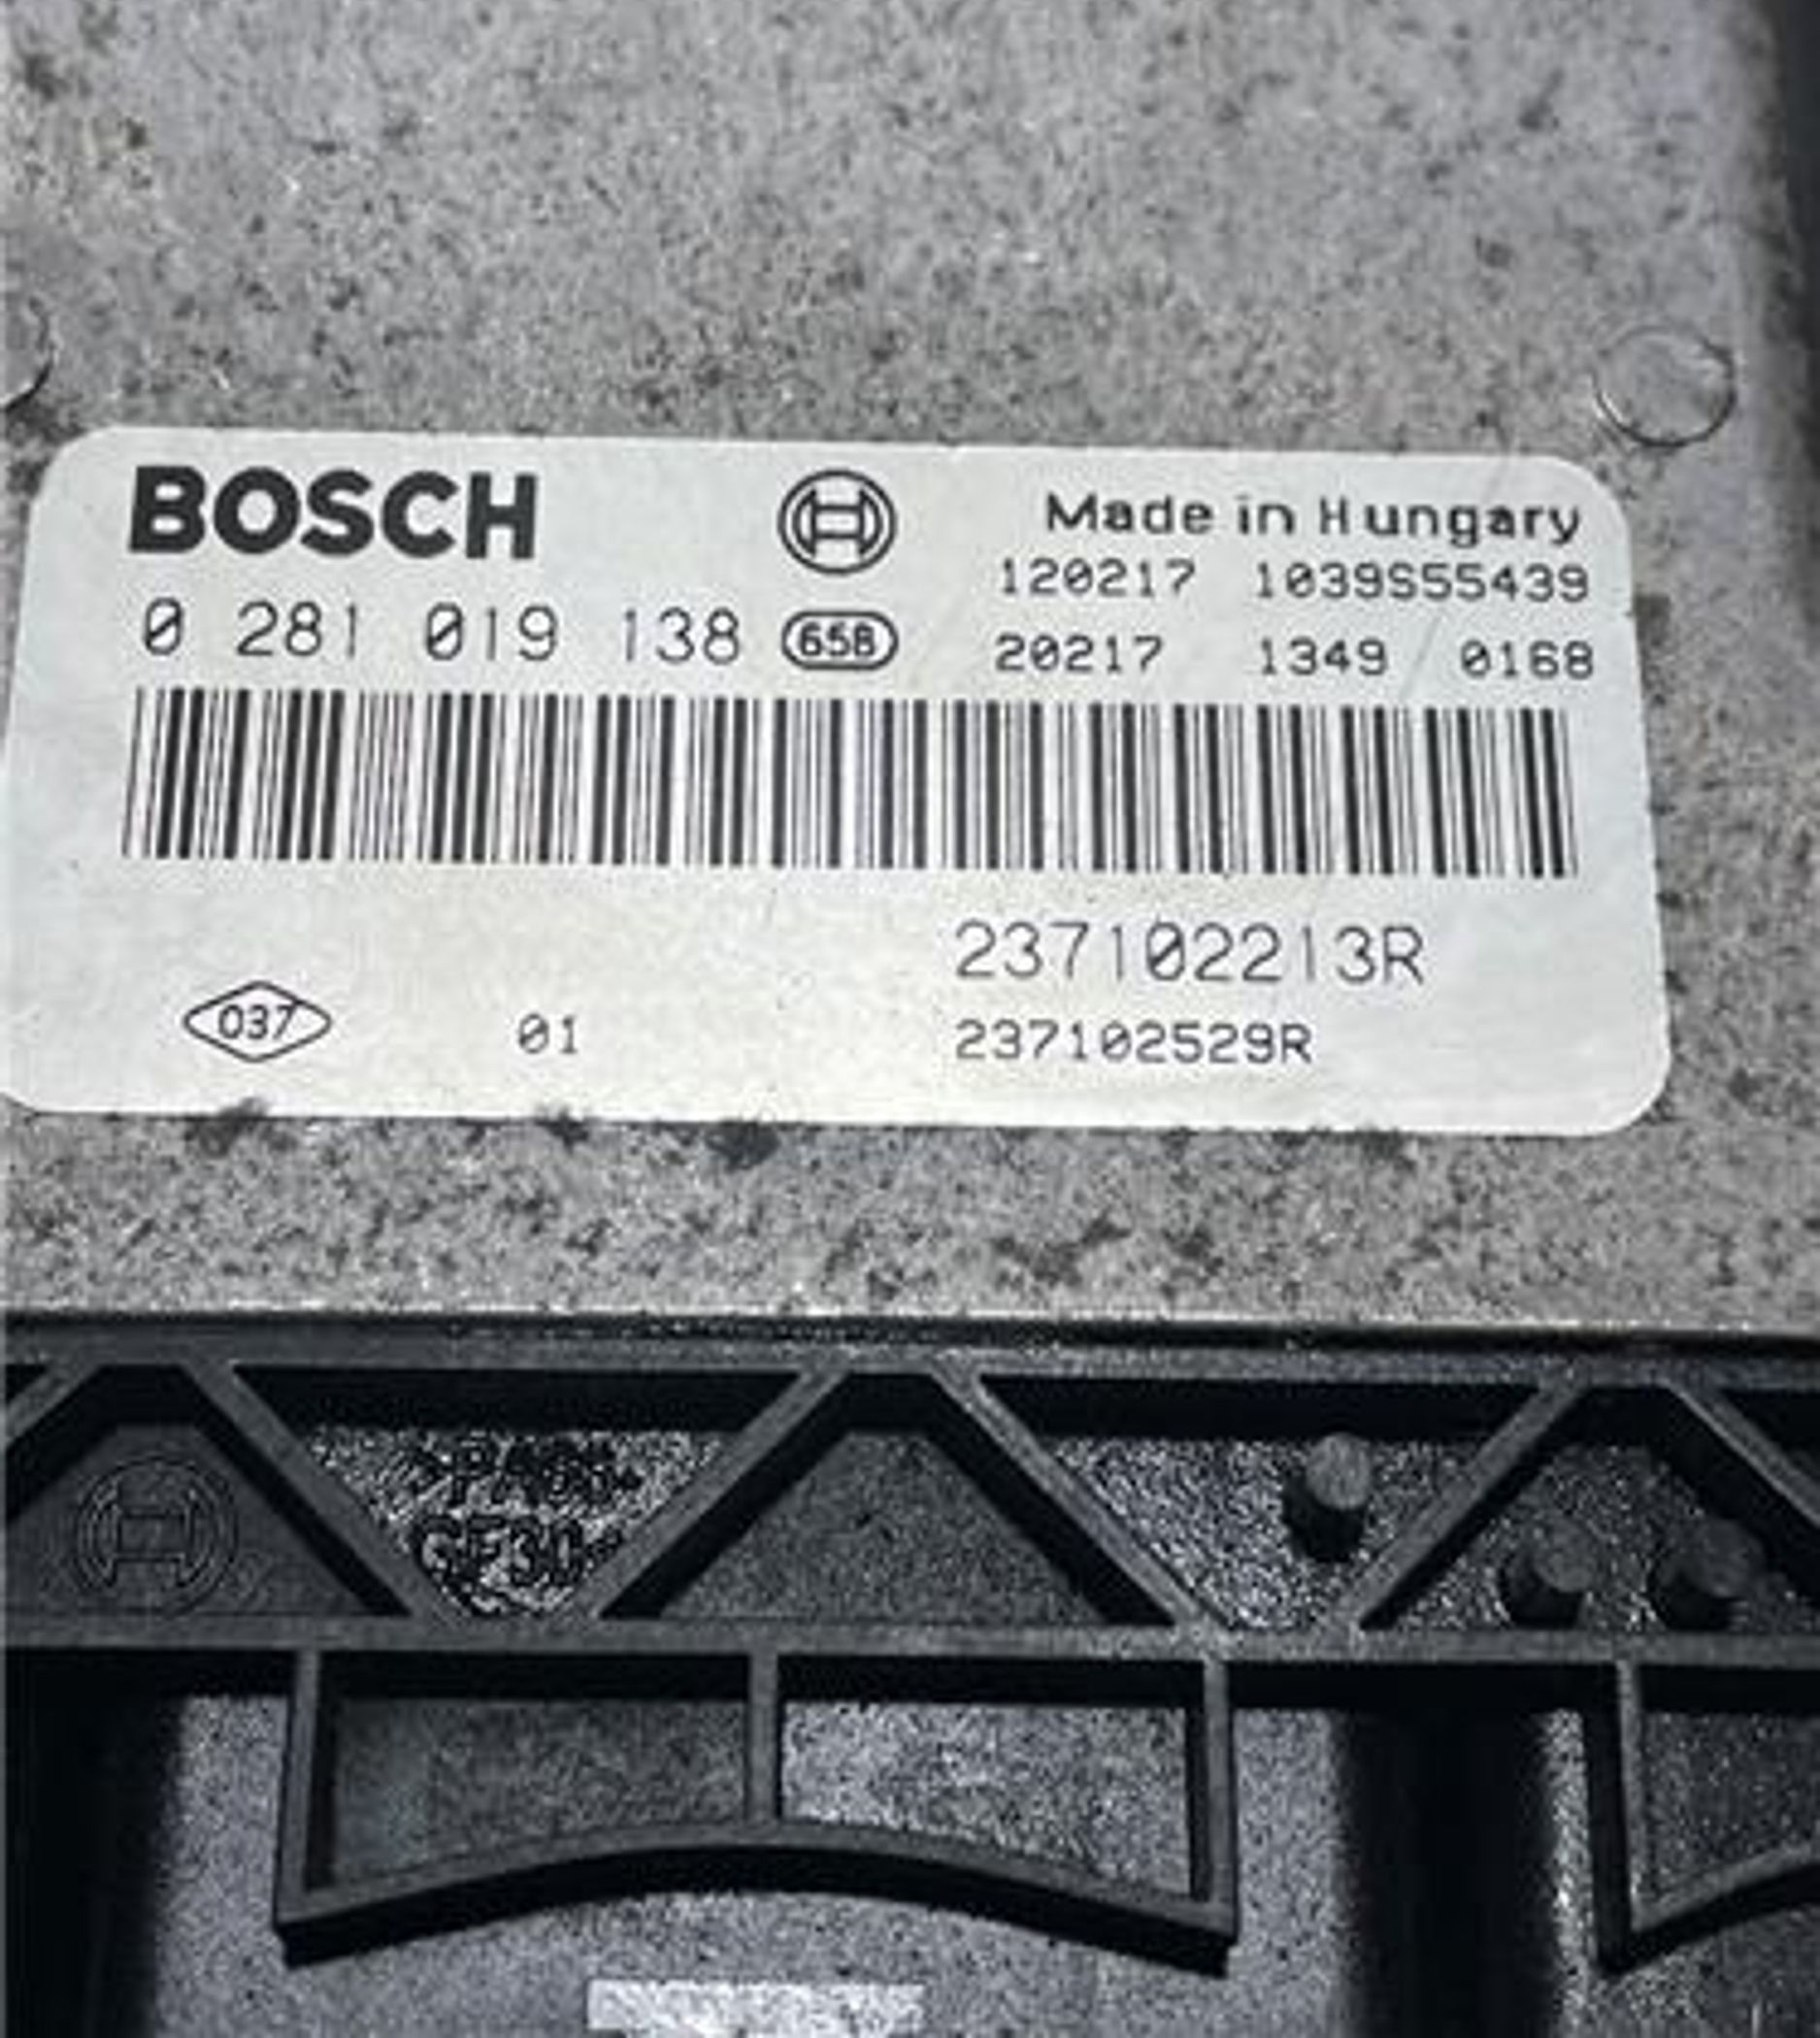 BOSCH
Made in Hungary
120217 1039S55439
0 281 019 138 658
20217 1349 0168
237102213R
037 01
237102529R